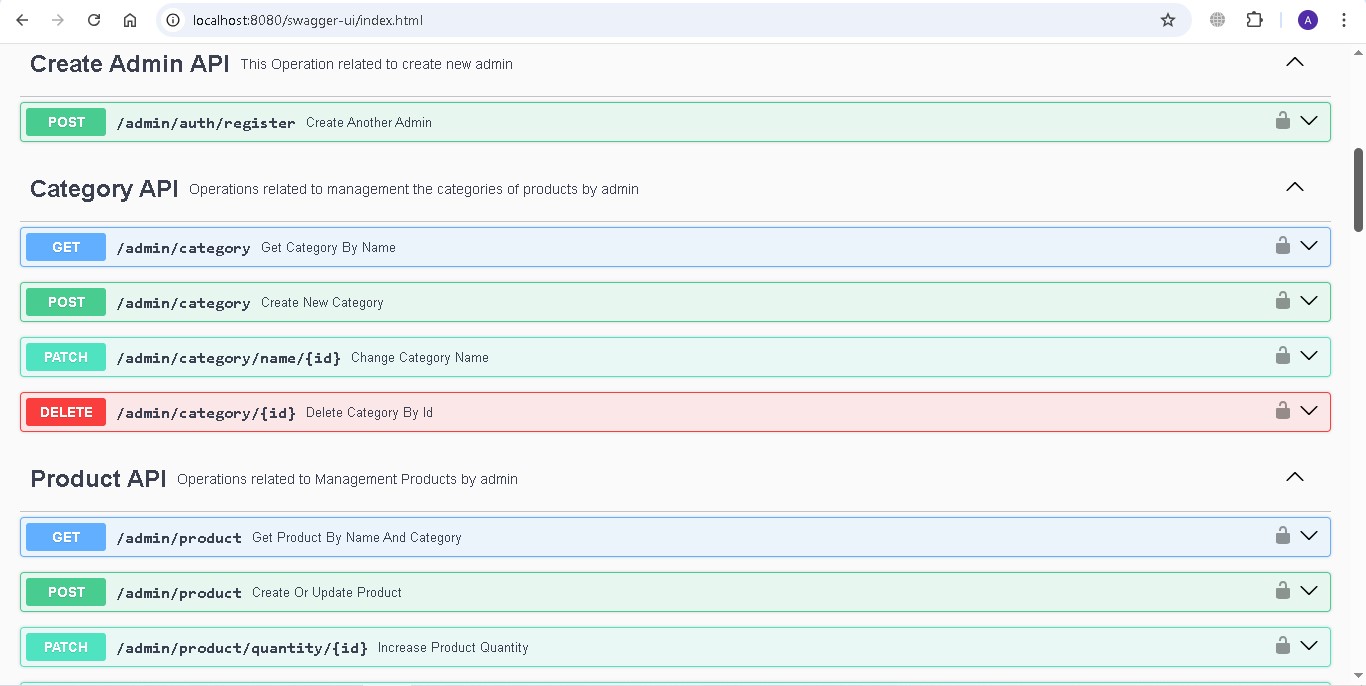 localhost:8080/swagger-ui/index.html
A
Create Admin API This Operation related to create new admin
POST /admin/auth/register Create Another Admin
Category API Operations related to management the categories of products by admin
GET /admin/category Get Category By Name
POST /admin/category Create New Category
PATCH /admin/category/name/{id} Change Category Name
DELETE /admin/category/{id} Delete Category By Id
Product API Operations related to Management Products by admin
GET /admin/product Get Product By Name And Category
POST /admin/product Create Or Update Product
PATCH /admin/product/quantity/{id} Increase Product Quantity